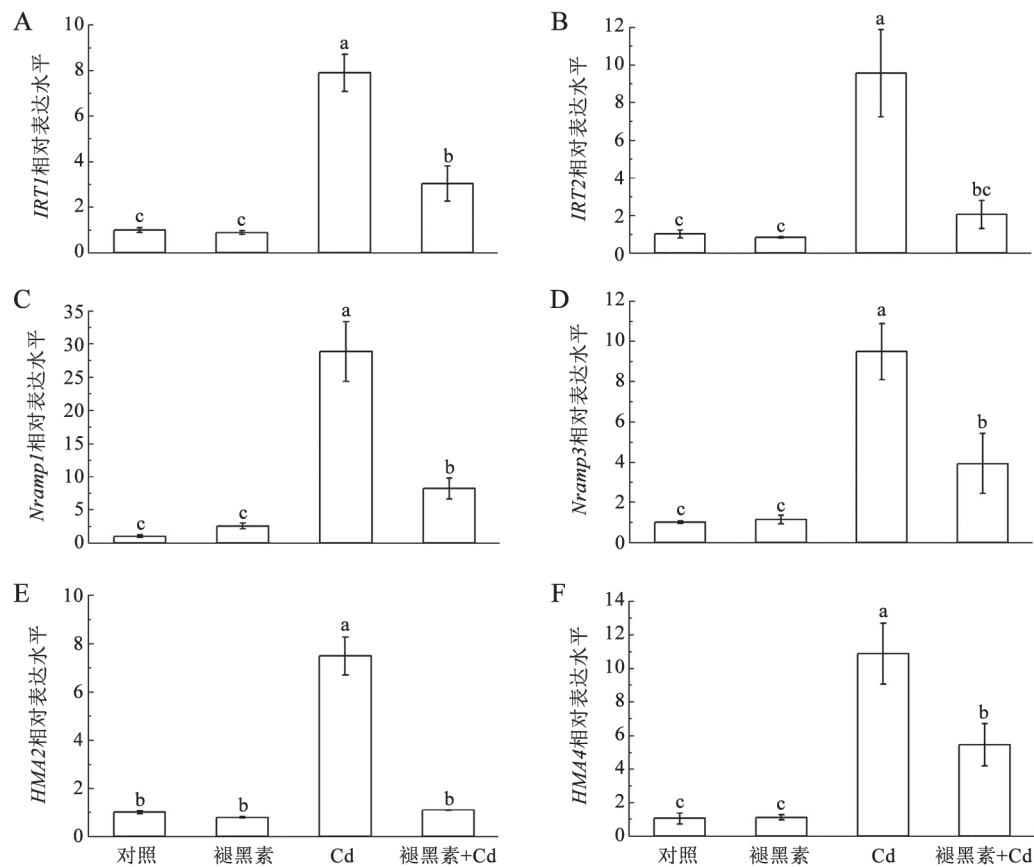 A
IRT1相对表达水平
10
8
6
4
2
0
c
c
a
b
B
IRT2相对表达水平
12
10
8
6
4
2
0
c
c
a
bc
C
Nramp1相对表达水平
35
30
25
20
15
10
5
0
c
c
a
b
D
Nramp3相对表达水平
12
10
8
6
4
2
0
c
c
a
b
E
HMA2相对表达水平
10
8
6
4
2
0
b
b
a
b
对照
褪黑素
Cd
褪黑素+Cd
F
HMA4相对表达水平
14
12
10
8
6
4
2
0
c
c
a
b
对照
褪黑素
Cd
褪黑素+Cd